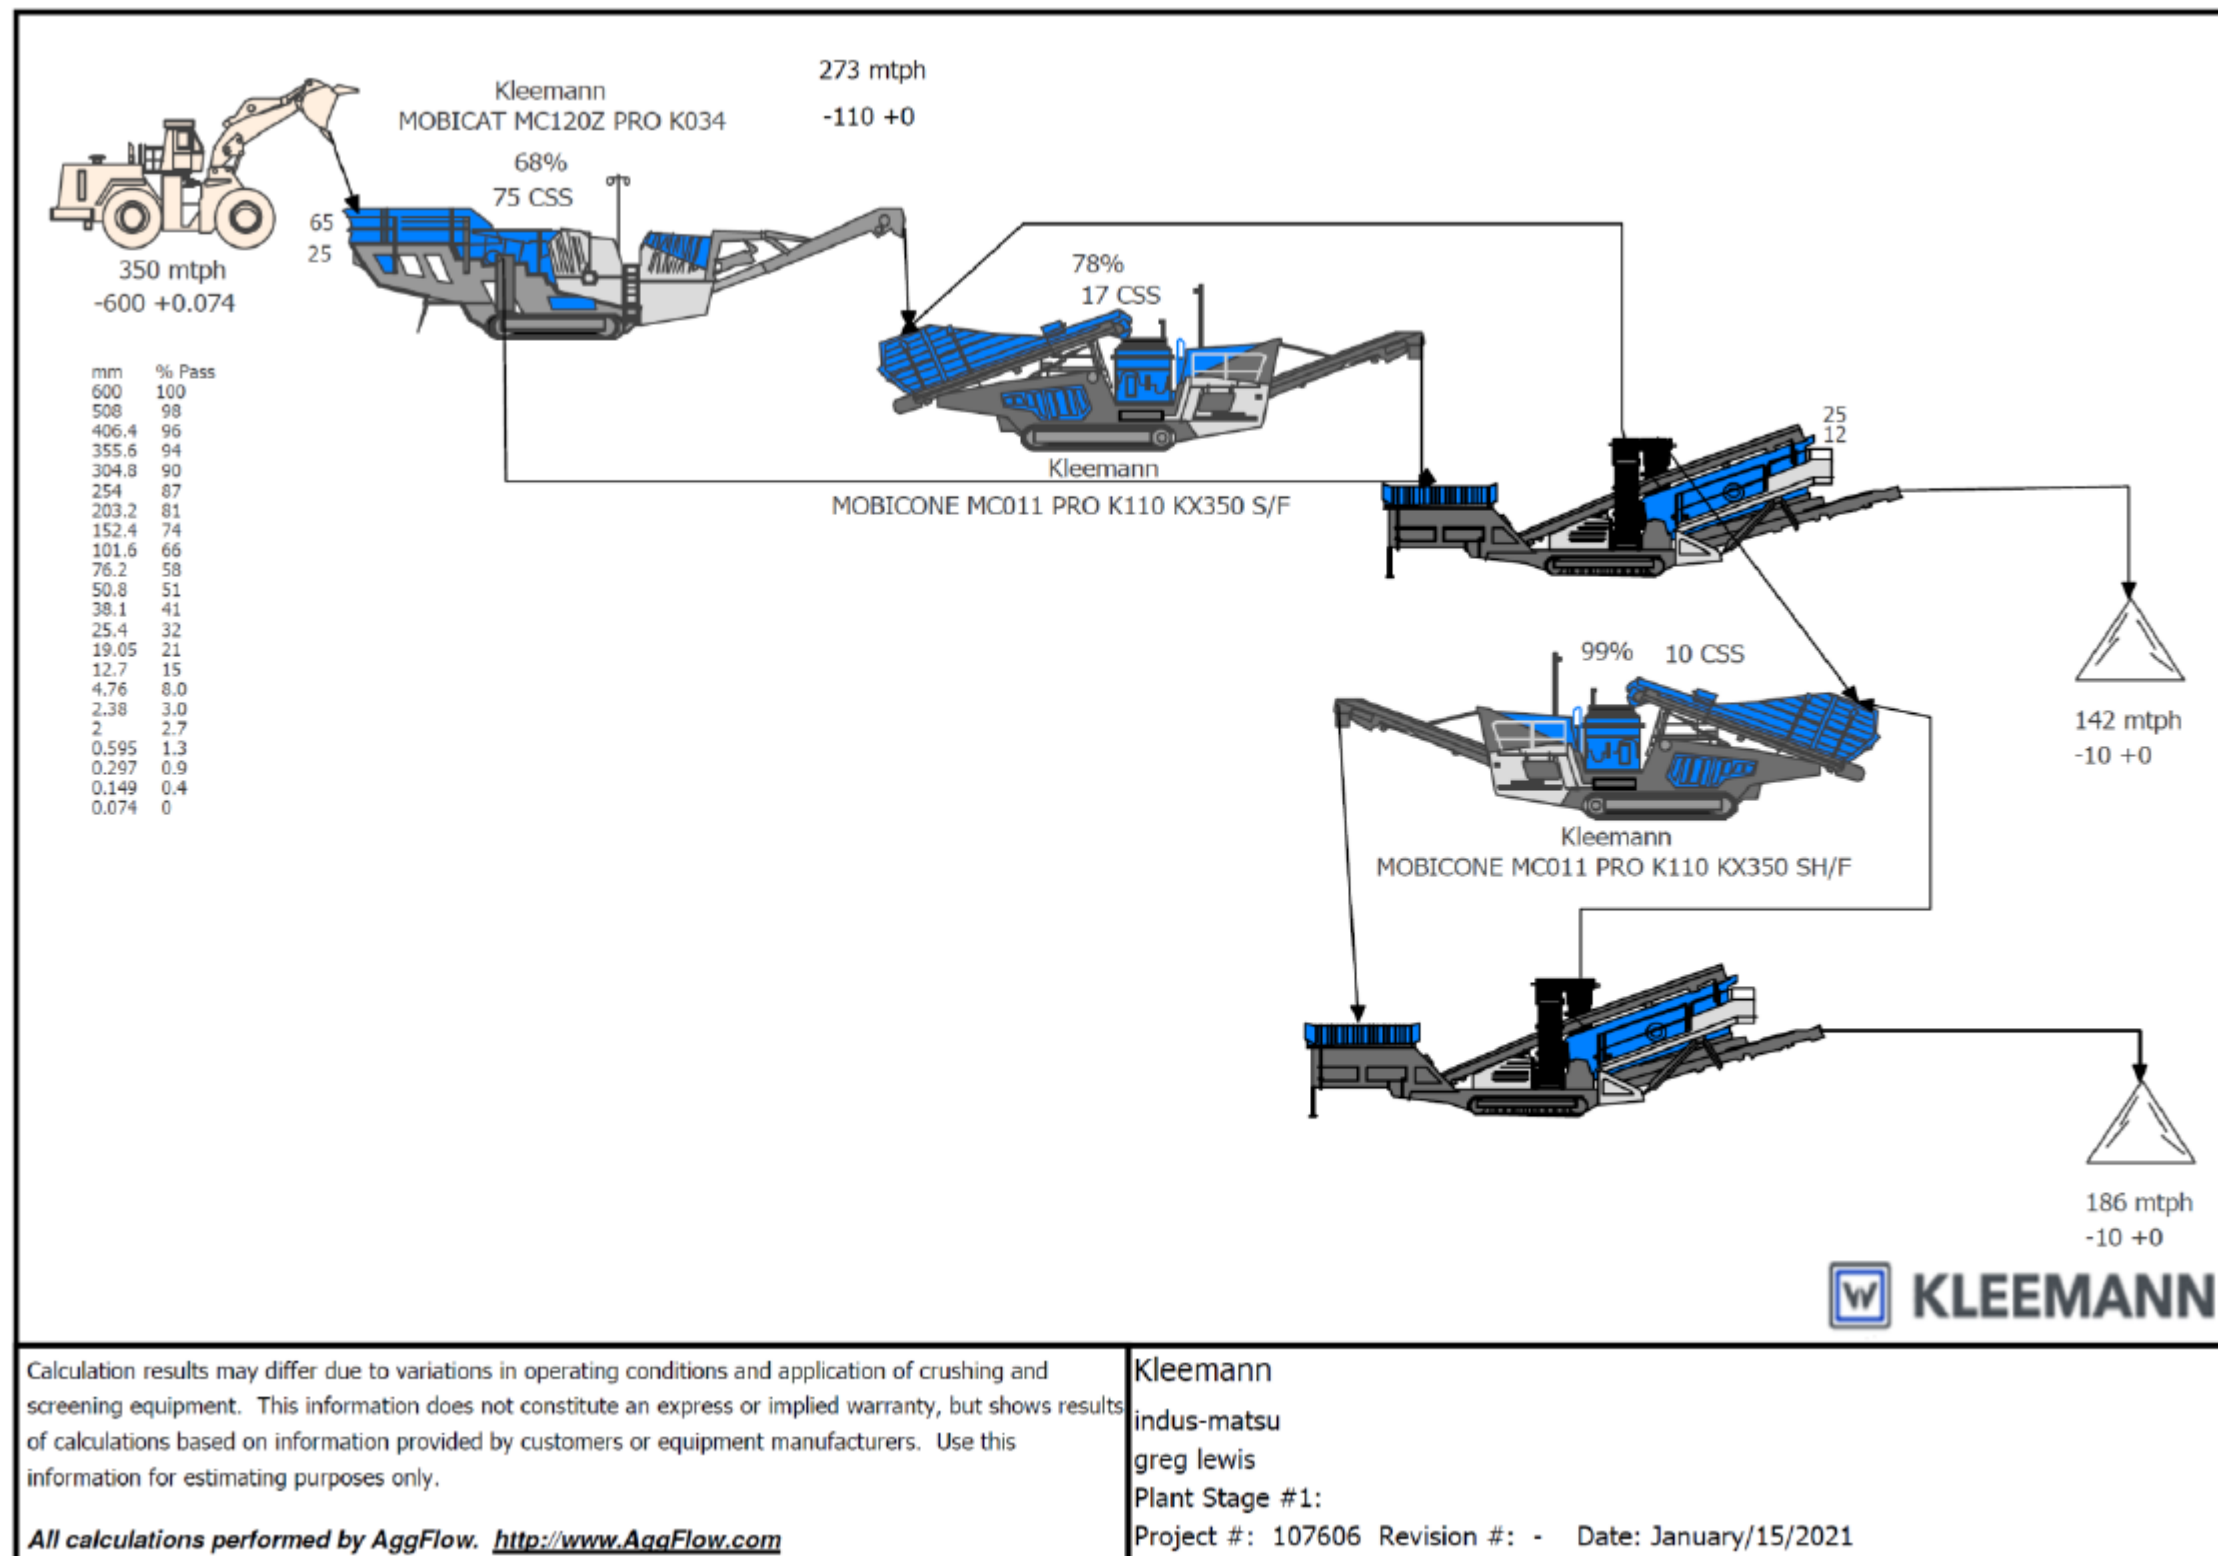 Kleemann
MOBICAT MC120Z PRO K034
68%
75 CSS
273 mtph
-110 +0
65
25
350 mtph
-600 +0.074
mm % Pass
600 100
508 98
406.4 96
355.6 94
304.8 90
254 87
203.2 81
152.4 74
101.6 66
76.2 58
50.8 51
38.1 41
25.4 32
19.05 21
12.7 15
4.76 8.0
2.38 3.0
2 2.7
0.595 1.3
0.297 0.9
0.149 0.4
0.074 0
78%
17 CSS
Kleemann
MOBICONE MC011 PRO K110 KX350 S/F
25
12
142 mtph
-10 +0
99% 10 CSS
Kleemann
MOBICONE MC011 PRO K110 KX350 SH/F
186 mtph
-10 +0
W KLEEMANN
Calculation results may differ due to variations in operating conditions and application of crushing and
screening equipment. This information does not constitute an express or implied warranty, but shows results
of calculations based on information provided by customers or equipment manufacturers. Use this
information for estimating purposes only.
All calculations performed by AggFlow. http://www.AggFlow.com
Kleemann
indus-matsu
greg lewis
Plant Stage #1:
Project #: 107606 Revision #: - Date: January/15/2021